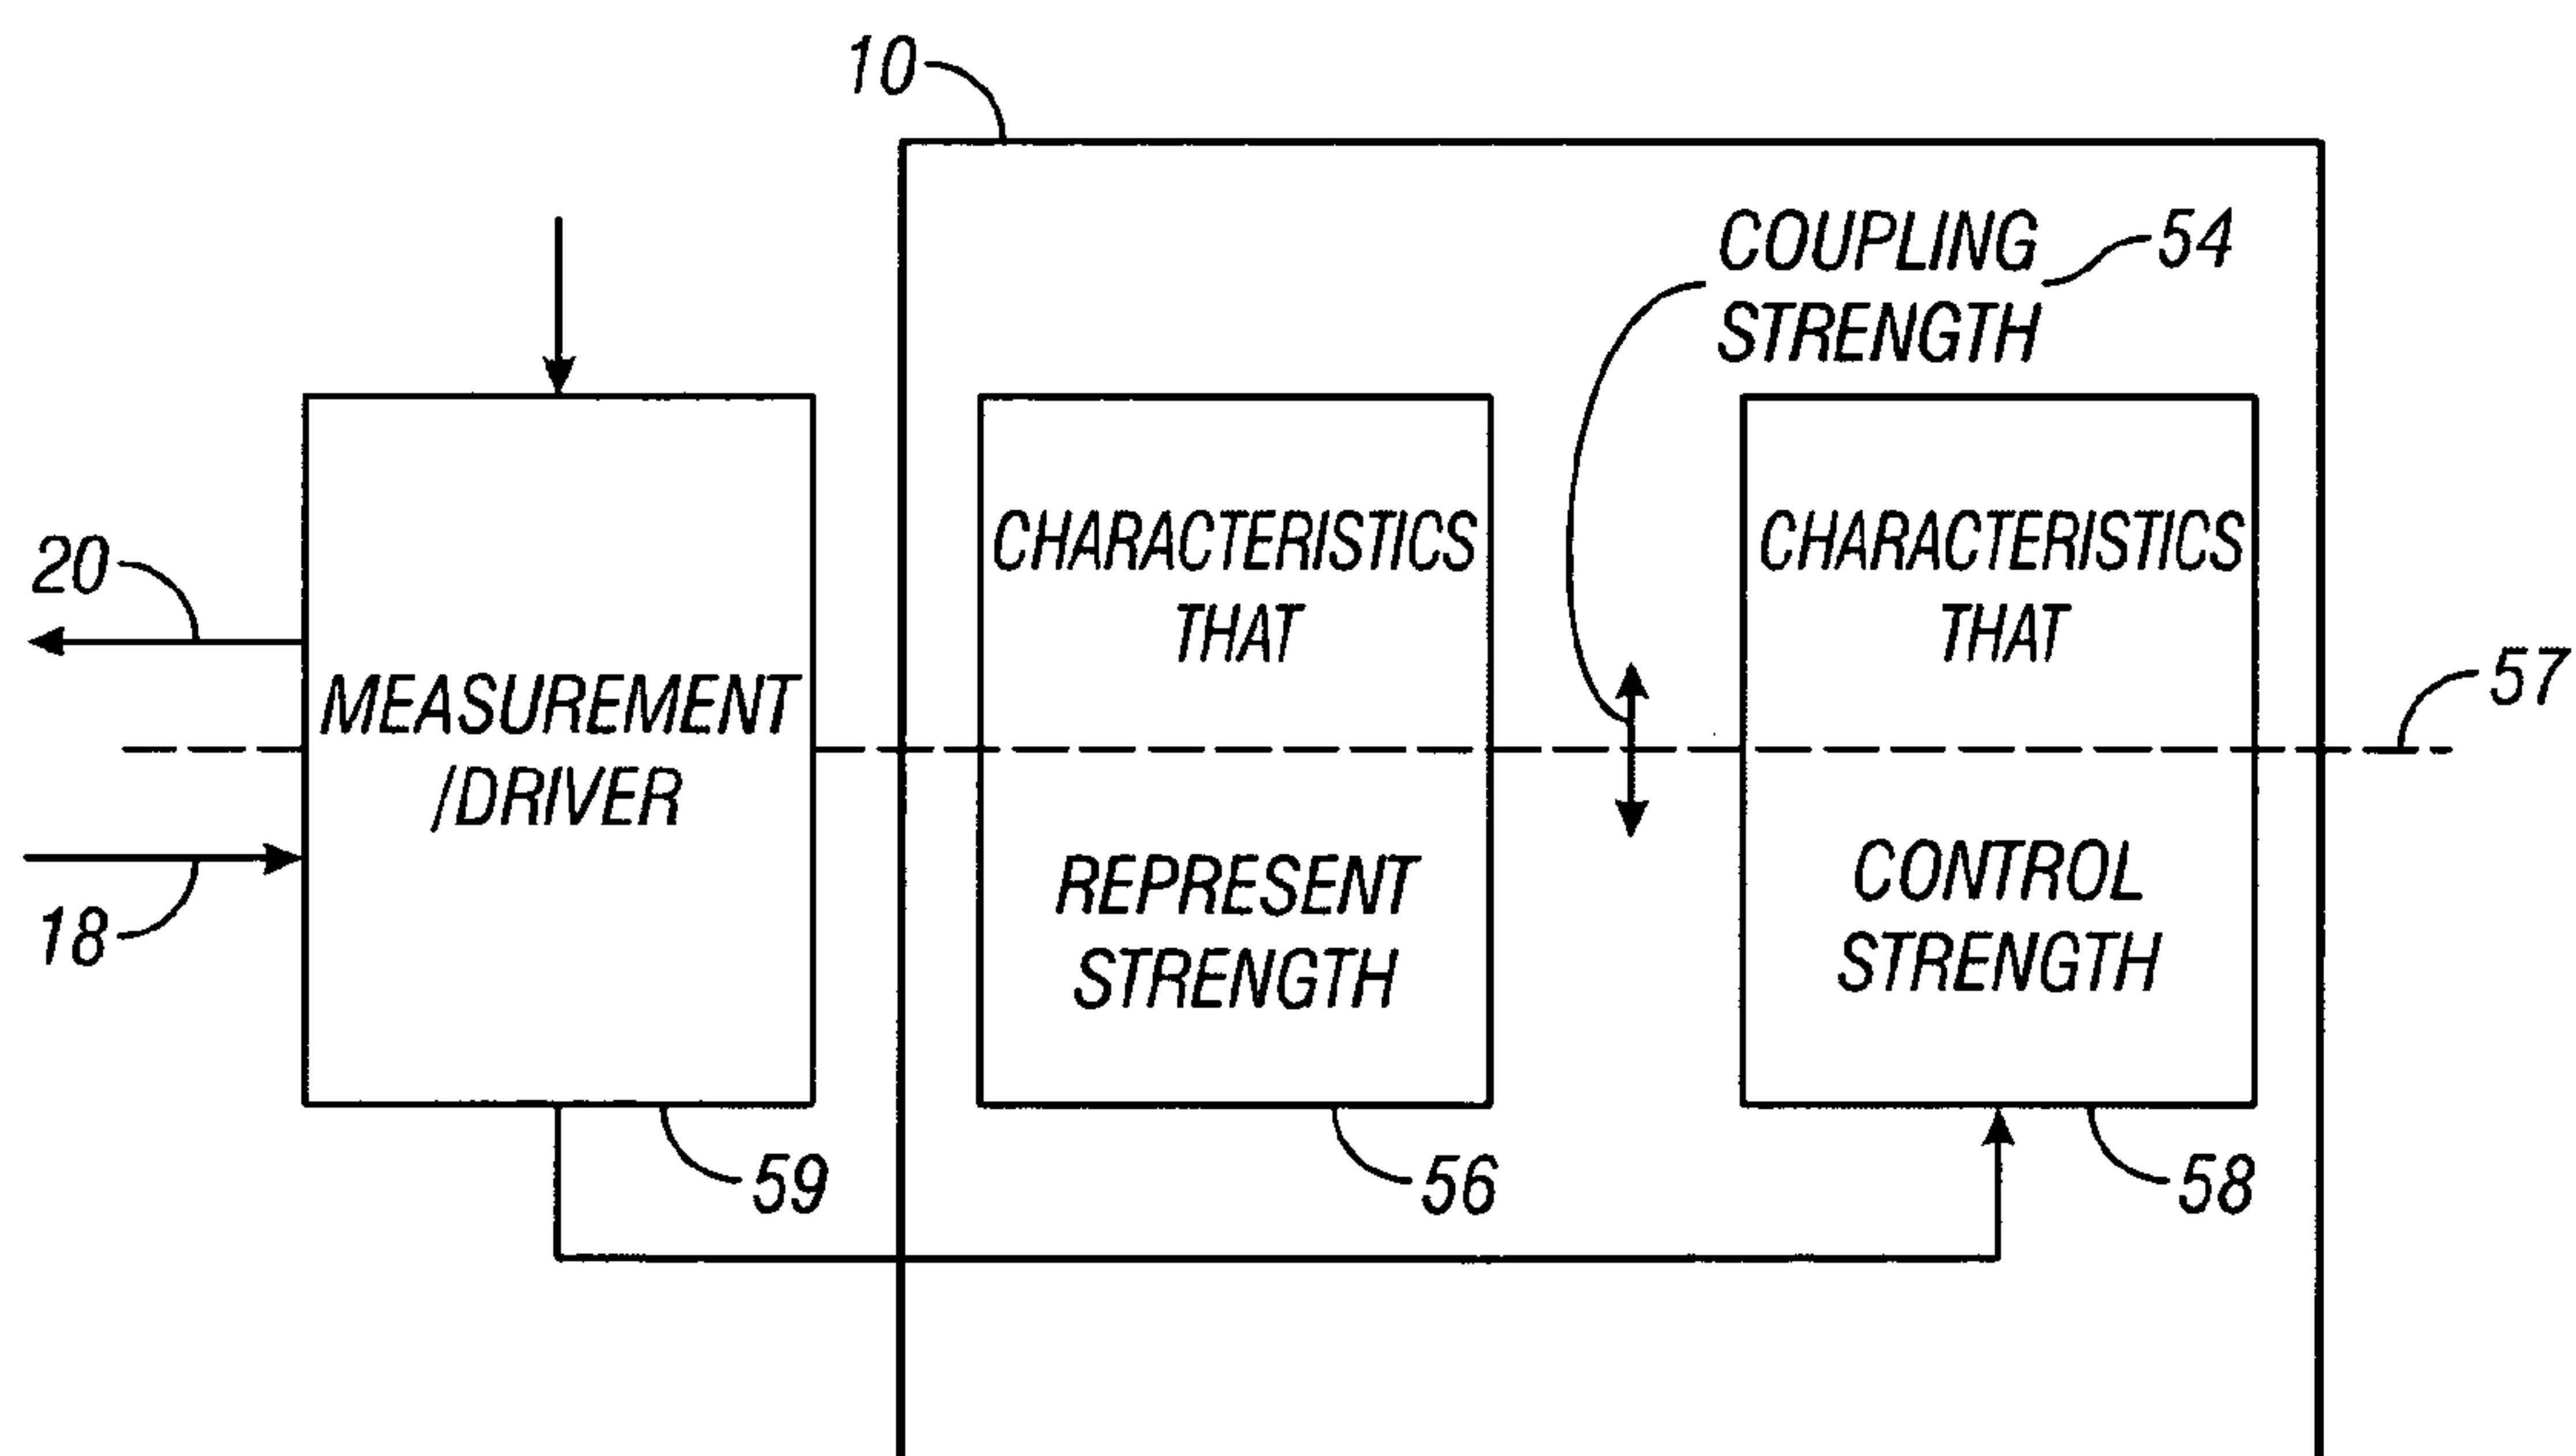 10
COUPLING
STRENGTH
54
20
18
MEASUREMENT
/DRIVER
59
CHARACTERISTICS
THAT
REPRESENT
STRENGTH
56
CHARACTERISTICS
THAT
CONTROL
STRENGTH
58
57